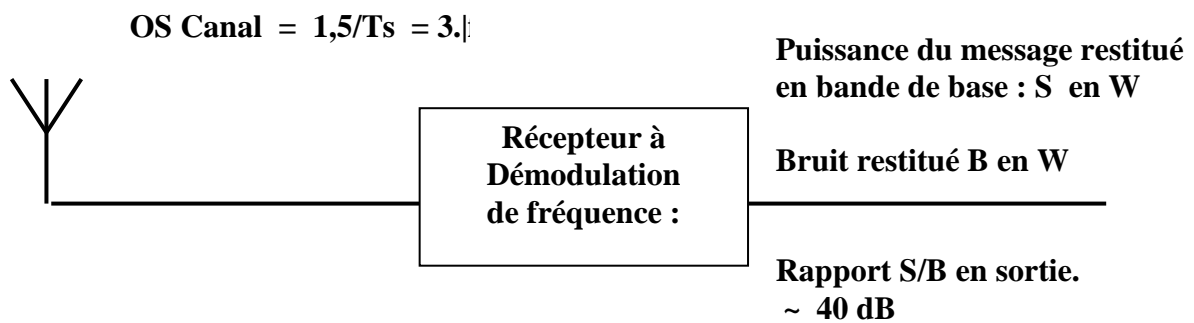 OS Canal = 1,5/Ts = 3.
Puissance du message restitué
en bande de base : S en W
Récepteur à
Démodulation
de fréquence :
Bruit restitué B en W
Rapport S/B en sortie.
~ 40 dB